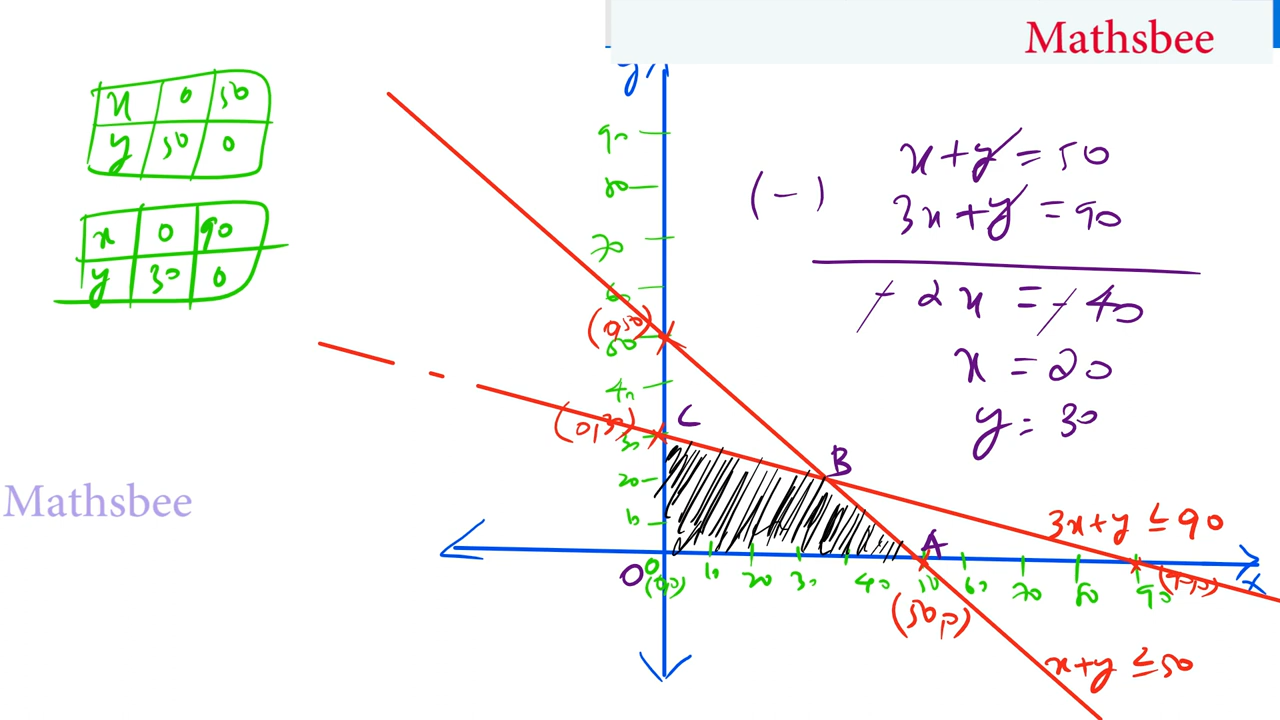 Mathsbee
x 0 50
y 50 0
x 0 90
y 30 0
y
90
80
70
60
50
40
30
20
10
(0,50)
(0,30)
C
B
A
O
0
(0,0)
10 20 30 40 50 60 70 80 90
x
(50,0)
3x+y ≤ 90
x+y ≤ 50
(-)
x+y = 50
3x+y = 90
-2x = -40
x = 20
y = 30
Mathsbee